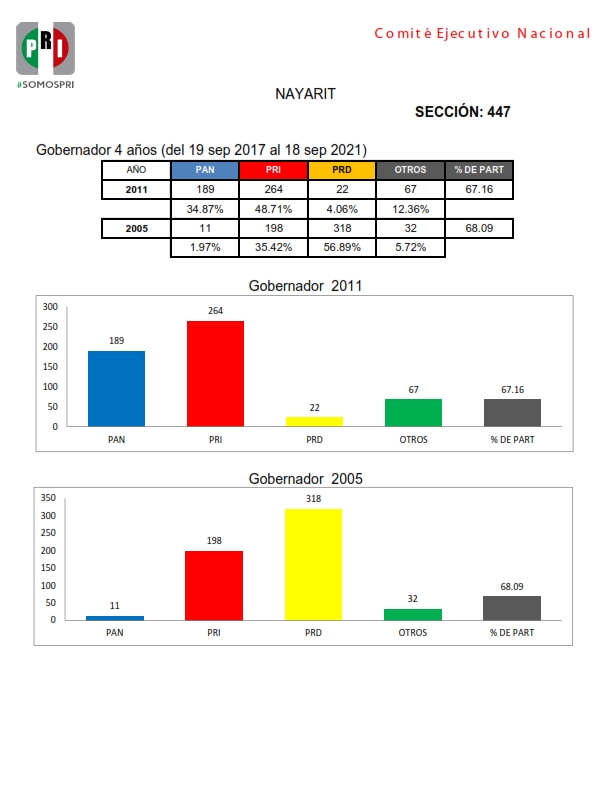 Comité Ejecutivo Nacional
PRI
#SOMOSPRI
NAYARIT
SECCIÓN: 447
Gobernador 4 años (del 19 sep 2017 al 18 sep 2021)
AÑO PAN PRI PRD OTROS % DE PART
2011 189 264 22 67 67.16
34.87% 48.71% 4.06% 12.36%
2005 11 198 318 32 68.09
1.97% 35.42% 56.89% 5.72%
Gobernador 2011
300
250
200
150
100
50
0
189
264
22
67
67.16
PAN PRI PRD OTROS % DE PART
Gobernador 2005
350
300
250
200
150
100
50
0
11
198
318
32
68.09
PAN PRI PRD OTROS % DE PART